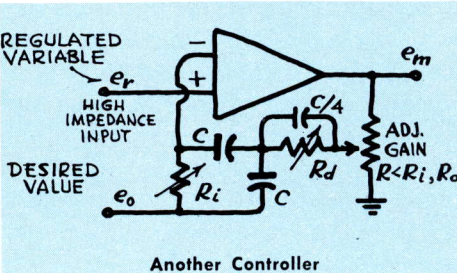 REGULATED
VARIABLE
e_r
HIGH
IMPEDANCE
INPUT
−
+
e_m
C/4
C
R_d
ADJ.
GAIN
R<R_i, R_d
DESIRED
VALUE
R_i
C
e_o
Another Controller